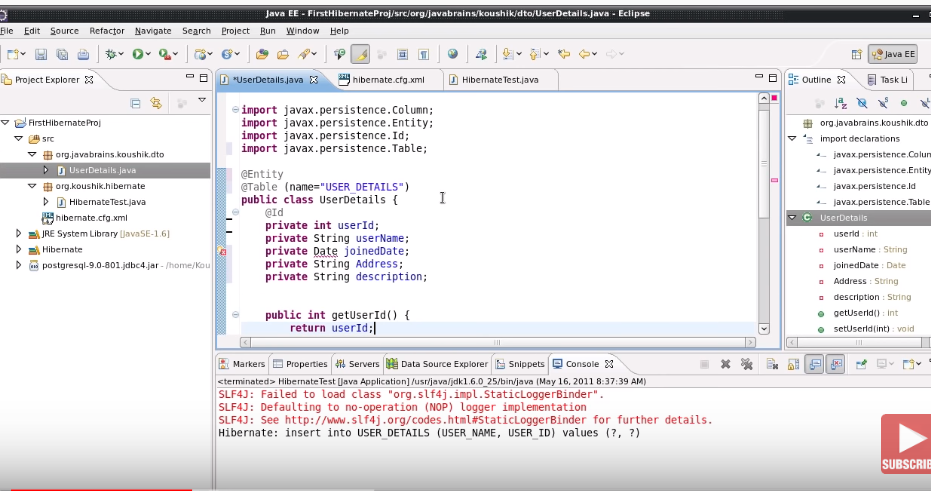 Java EE - FirstHibernateProj/src/org/javabrains/koushik/dto/UserDetails.java - Eclipse
File Edit Source Refactor Navigate Search Project Run Window Help
Java EE
Project Explorer
*UserDetails.java hibernate.cfg.xml HibernateTest.java
Outline Task Li
FirstHibernateProj
src
org.javabrains.koushik.dto
UserDetails.java
org.koushik.hibernate
HibernateTest.java
hibernate.cfg.xml
JRE System Library [JavaSE-1.6]
Hibernate
postgresql-9.0-801.jdbc4.jar - /home/Kou
import javax.persistence.Column;
import javax.persistence.Entity;
import javax.persistence.Id;
import javax.persistence.Table;
@Entity
@Table (name="USER_DETAILS")
public class UserDetails {
@Id
private int userId;
private String userName;
private Date joinedDate;
private String Address;
private String description;
public int getUserId() {
return userId;
org.javabrains.koushik.dto
import declarations
javax.persistence.Colum
javax.persistence.Entity
javax.persistence.Id
javax.persistence.Table
UserDetails
userId : int
userName : String
joinedDate : Date
Address : String
description : String
getUserId() : int
setUserId(int) : void
Markers Properties Servers Data Source Explorer Snippets Console
<terminated> HibernateTest [Java Application] /usr/java/jdk1.6.0_25/bin/java (May 16, 2011 8:37:39 AM)
SLF4J: Failed to load class "org.slf4j.impl.StaticLoggerBinder".
SLF4J: Defaulting to no-operation (NOP) logger implementation
SLF4J: See http://www.slf4j.org/codes.html#StaticLoggerBinder for further details.
Hibernate: insert into USER_DETAILS (USER_NAME, USER_ID) values (?, ?)
SUBSCRIBE